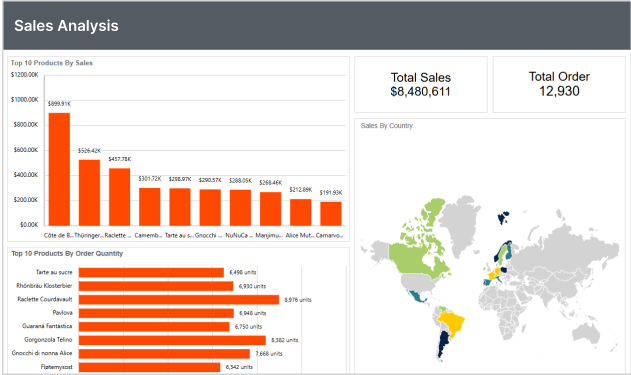 Sales Analysis
Top 10 Products By Sales
$1200.00K
$1000.00K
$800.00K
$600.00K
$400.00K
$200.00K
$0.00K
$899.91K
$526.42K
$457.78K
$301.72K
$298.97K
$290.57K
$288.05K
$268.46K
$212.89K
$191.93K
Côte de B... Thüringer... Raclette ... Camemb... Tarte au s... Gnocchi ... NuNuCa ... Manjimu... Alice Mut... Carnarvo...
Total Sales
$8,480,611
Total Order
12,930
Sales By Country
Top 10 Products By Order Quantity
Tarte au sucre 6,498 units
Rhönbräu Klosterbier 6,930 units
Raclette Courdavault 8,976 units
Pavlova 6,948 units
Guaraná Fantástica 6,750 units
Gorgonzola Telino 8,382 units
Gnocchi di nonna Alice 7,668 units
Fløtemysost 6,342 units